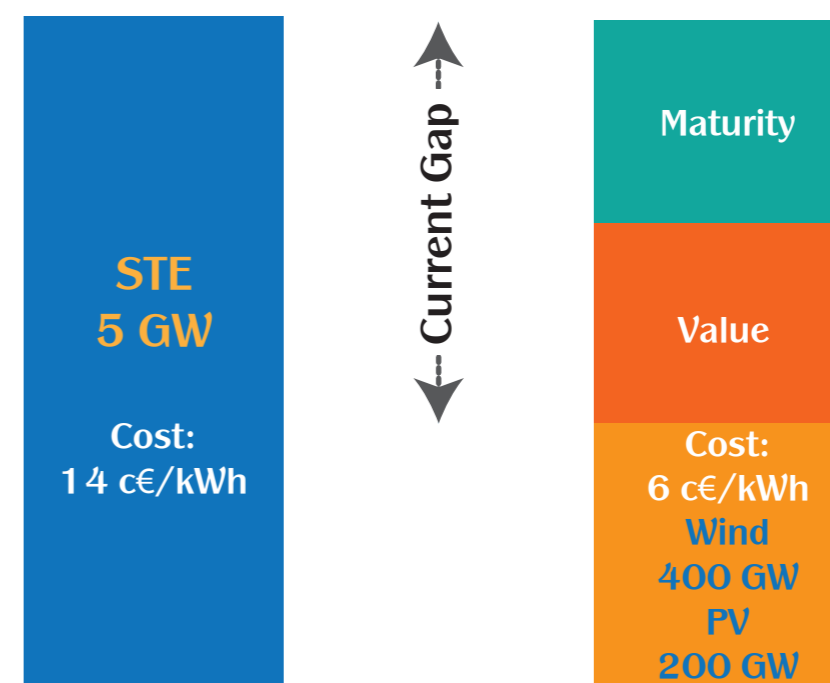 STE
5 GW
Cost:
14 c€/kWh
Current Gap
Maturity
Value
Cost:
6 c€/kWh
Wind
400 GW
PV
200 GW